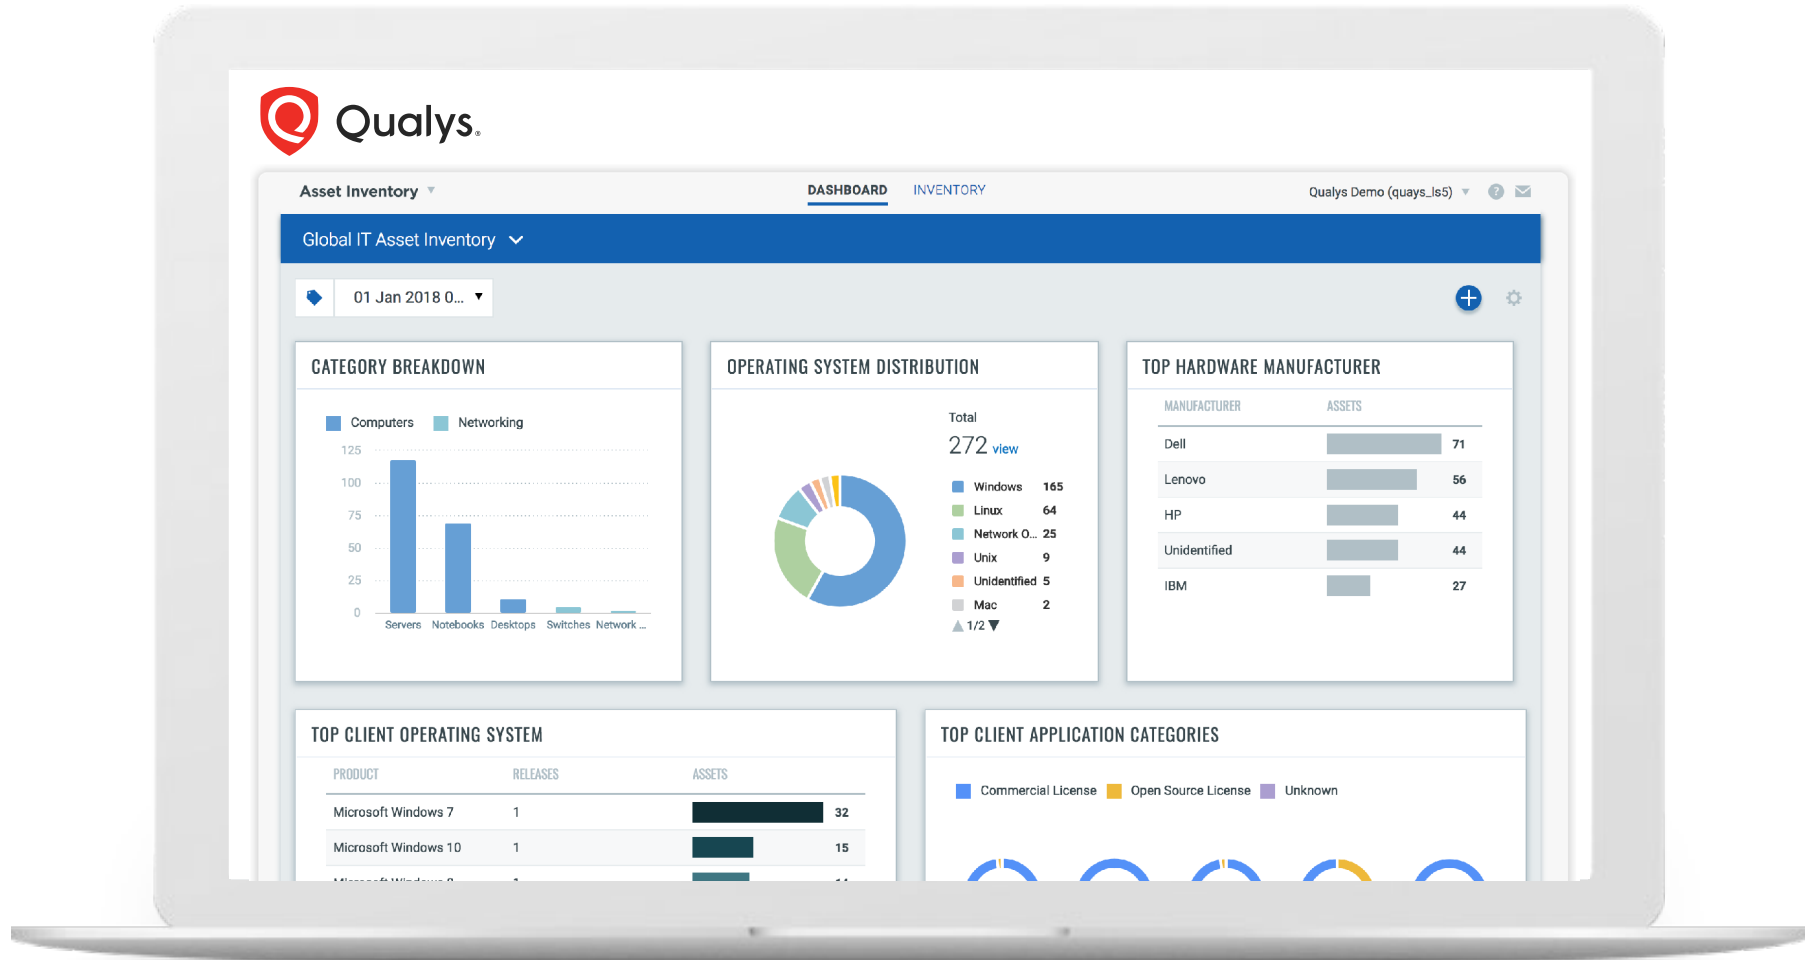 Qualys.
Asset Inventory
DASHBOARD
INVENTORY
Qualys Demo (quays_ls5)
Global IT Asset Inventory
01 Jan 2018 0...
CATEGORY BREAKDOWN
Computers
Networking
125
100
75
50
25
0
Servers
Notebooks
Desktops
Switches
Network ...
OPERATING SYSTEM DISTRIBUTION
Total
272 view
Windows 165
Linux 64
Network O... 25
Unix 9
Unidentified 5
Mac 2
1/2
TOP HARDWARE MANUFACTURER
MANUFACTURER ASSETS
Dell 71
Lenovo 56
HP 44
Unidentified 44
IBM 27
TOP CLIENT OPERATING SYSTEM
PRODUCT RELEASES ASSETS
Microsoft Windows 7 1 32
Microsoft Windows 10 1 15
TOP CLIENT APPLICATION CATEGORIES
Commercial License
Open Source License
Unknown